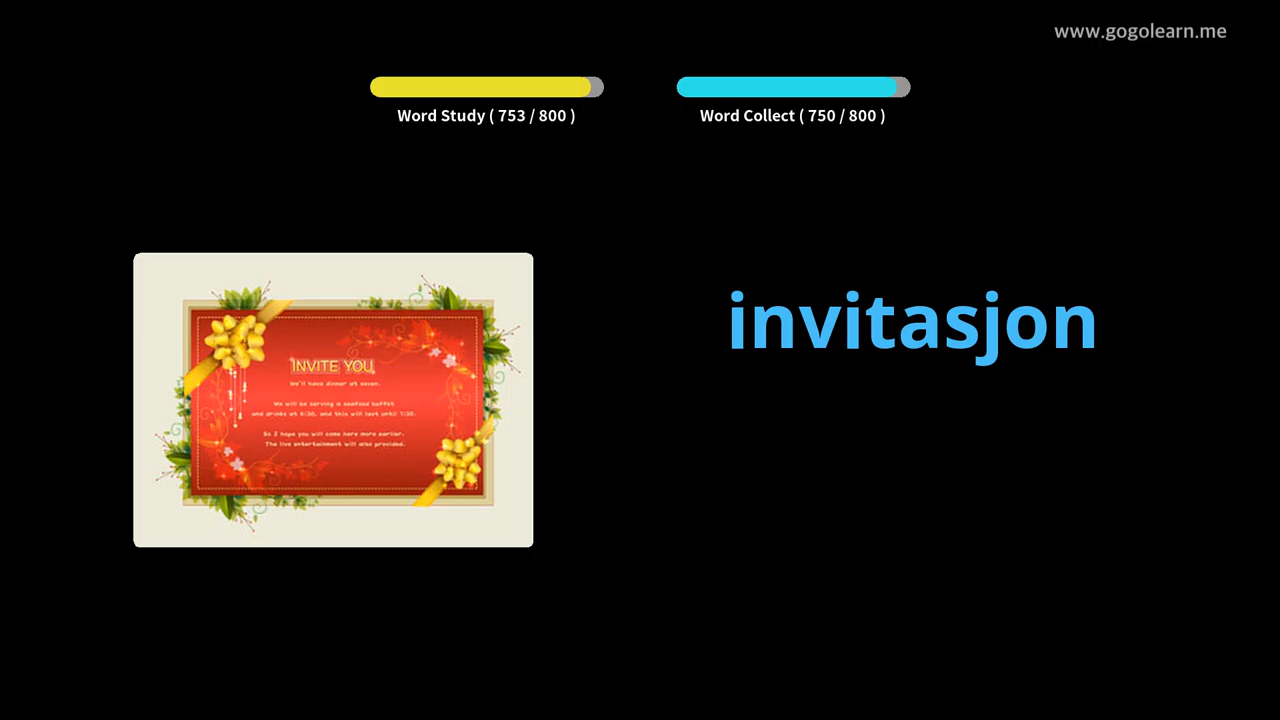 www.gogolearn.me
Word Study ( 753 / 800 )
Word Collect ( 750 / 800 )
invitasjon
INVITE YOU
We'll have dinner at seven.
We will be serving a seafood buffet
and drinks at 6:30, and this will last until 7:30.
So I hope you will come here more earlier.
The live entertainment will also provided.